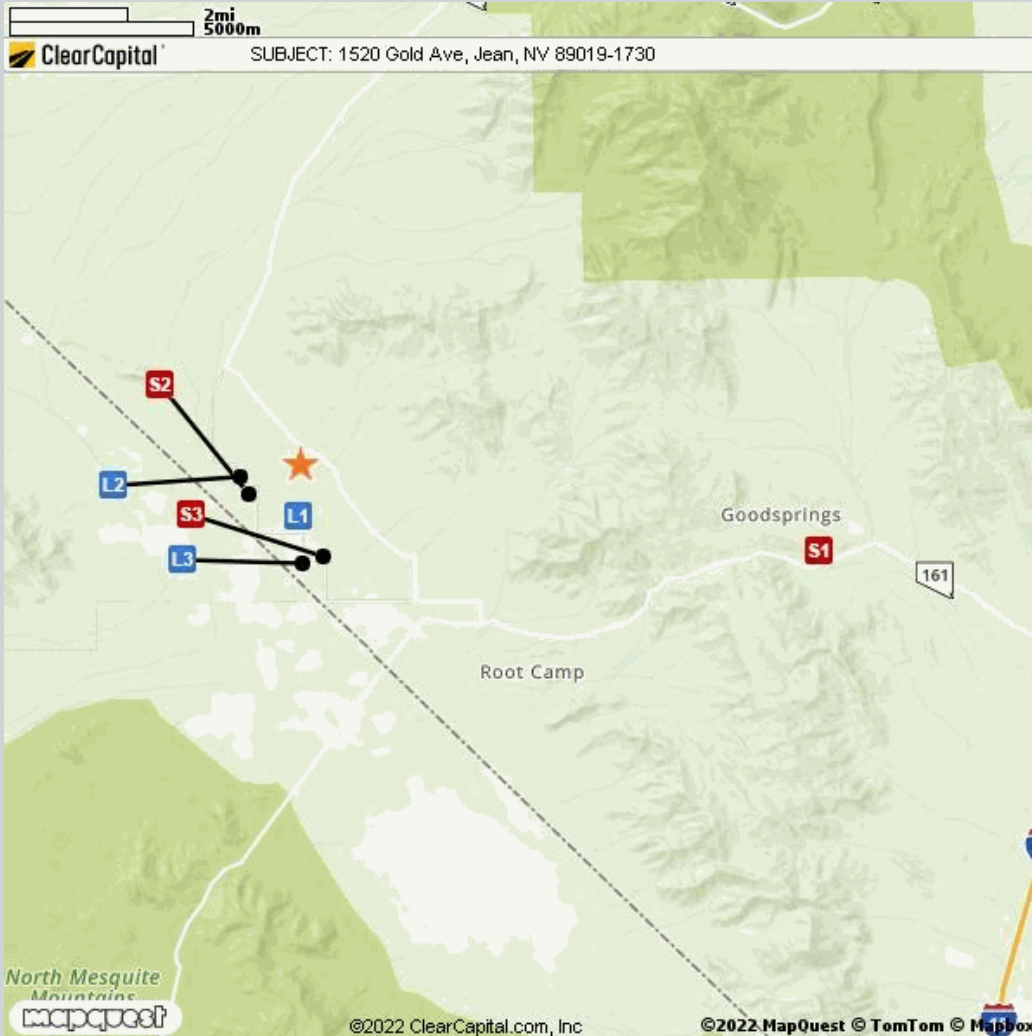 2mi
5000m
ClearCapital SUBJECT: 1520 Gold Ave, Jean, NV 89019-1730
S2
L2
S3
L1
L3
Goodsprings
S1
161
Root Camp
North Mesquite
Mountains
mapquest
©2022 ClearCapital.com, Inc
©2022 MapQuest © TomTom © Mapbox